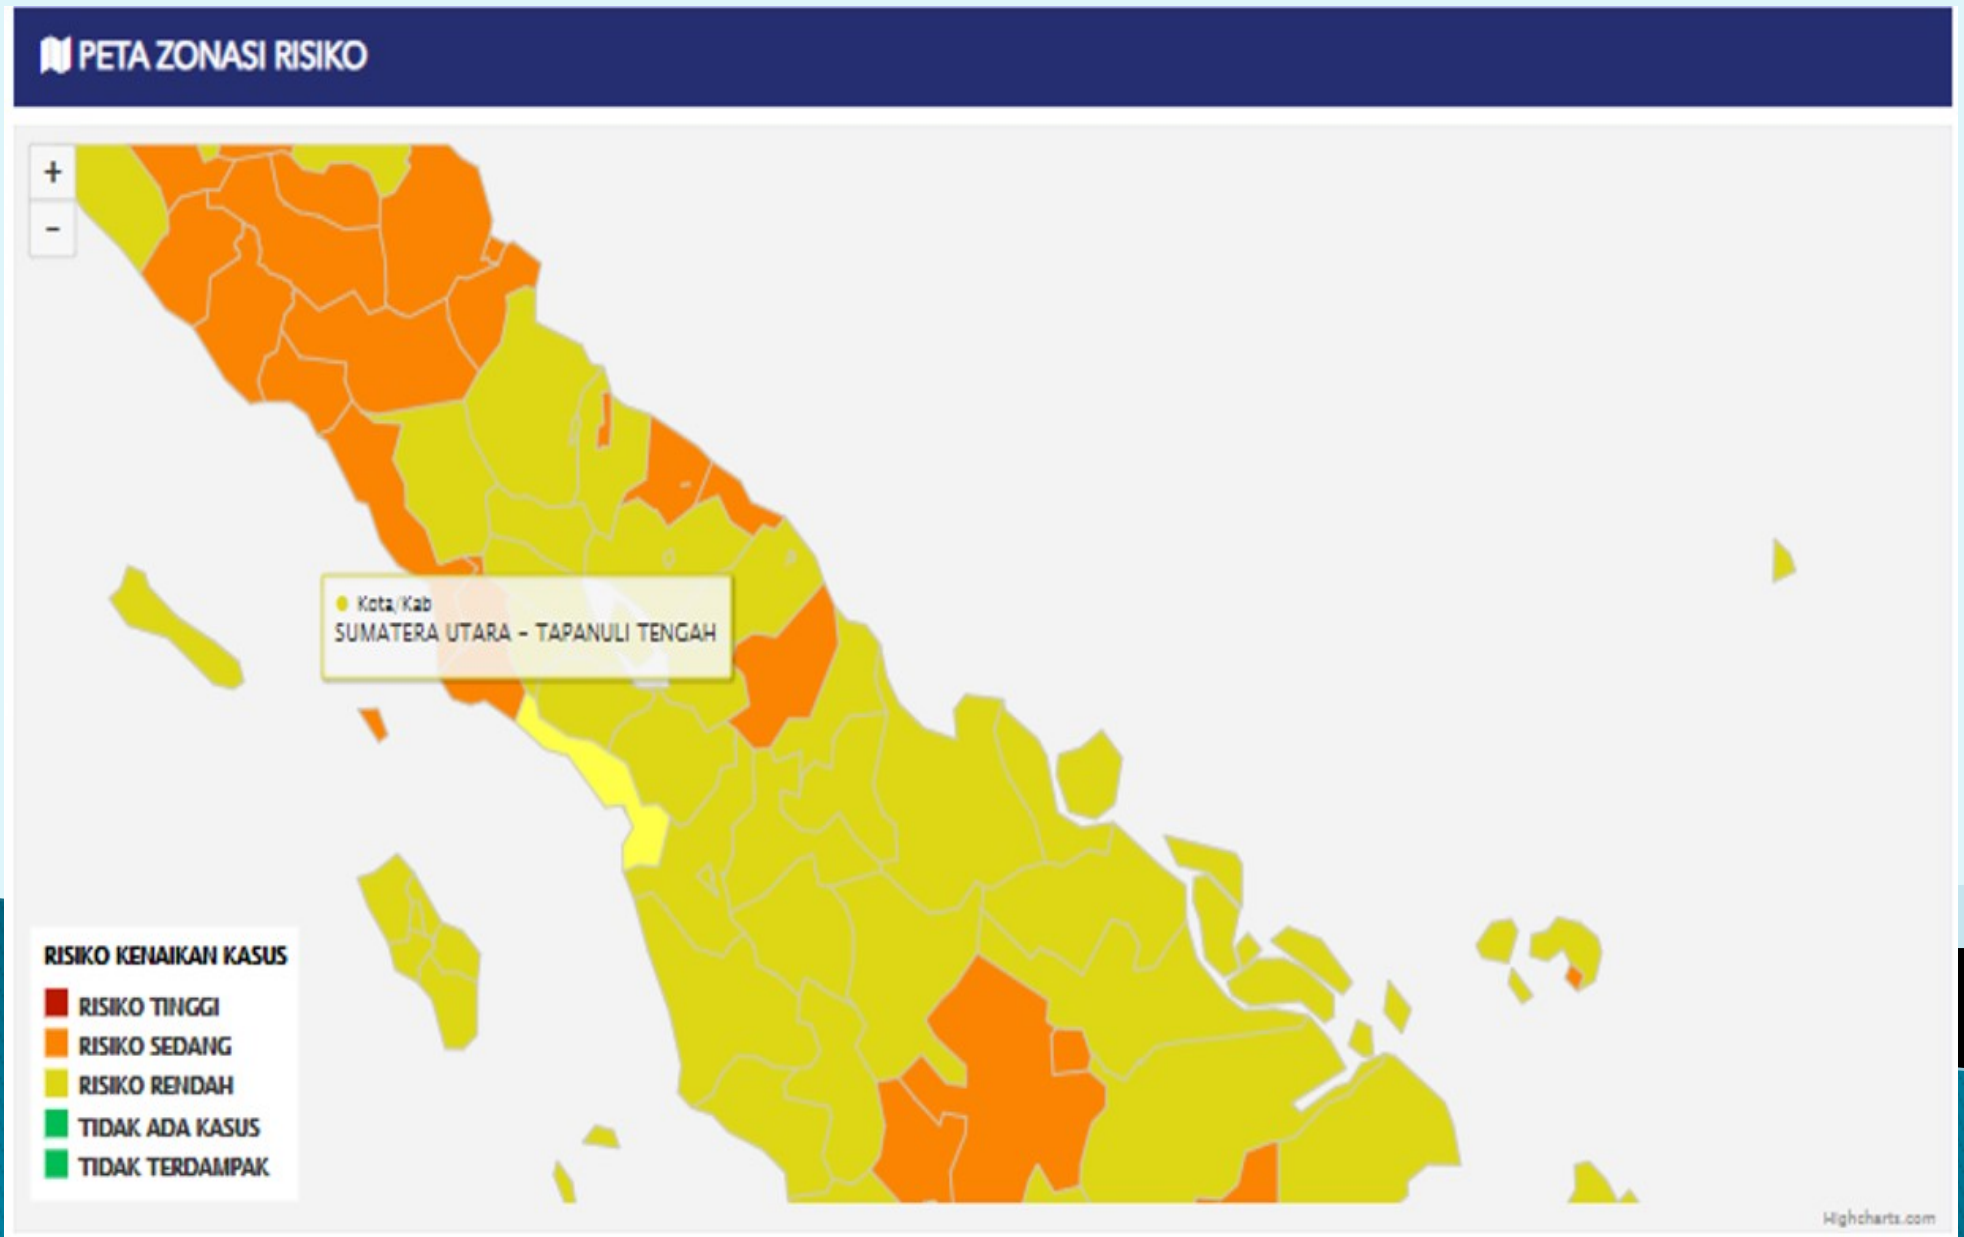 PETA ZONASI RISIKO
+
-
Kota/Kab
SUMATERA UTARA - TAPANULI TENGAH
RISIKO KENAIKAN KASUS
RISIKO TINGGI
RISIKO SEDANG
RISIKO RENDAH
TIDAK ADA KASUS
TIDAK TERDAMPAK
Highcharts.com